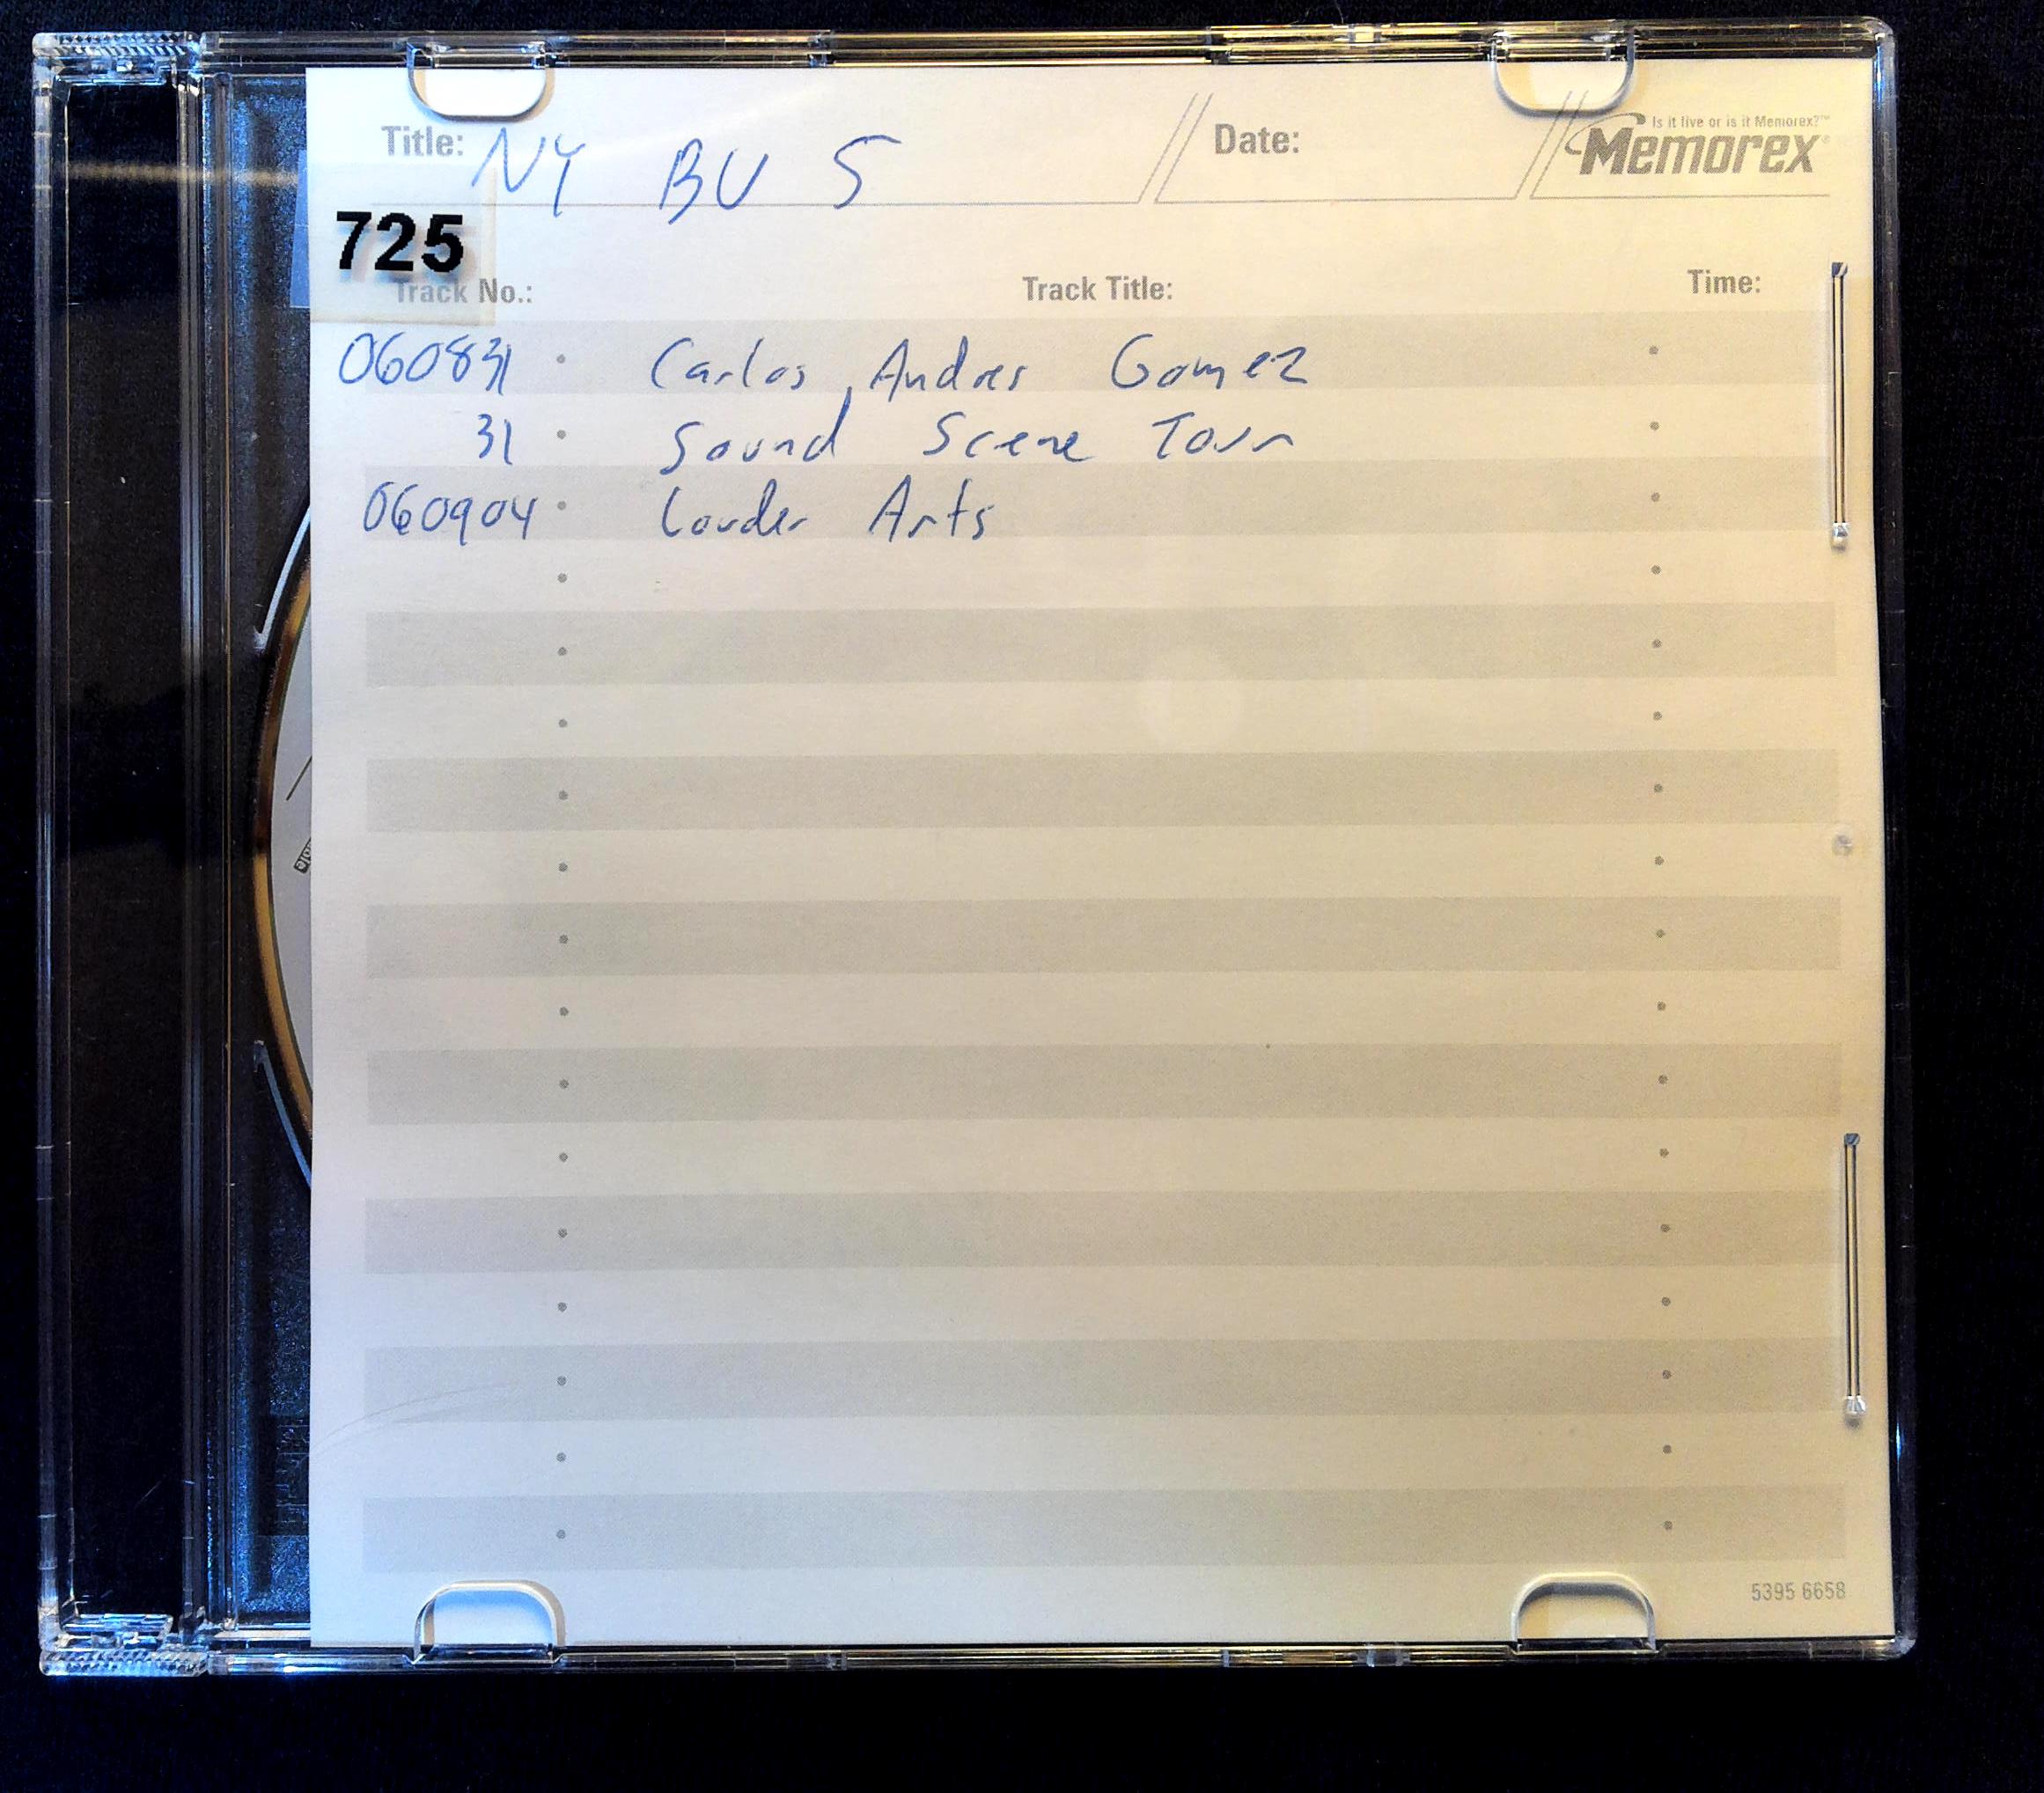 Title: NY BU 5 Date: Is it live or is it Memorex?™
Memorex®
725
Track No.: Track Title: Time:
060831 Carlos Andres Gomez
31 Sound Scene Tour
060904 Louder Arts
5395 6658